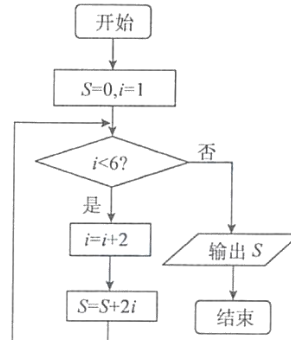 开始
S=0,i=1
i<6?
否
是
i=i+2
输出 S
S=S+2i
结束